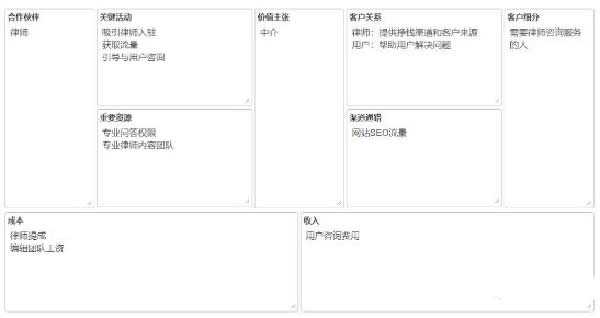 合作伙伴
律师
关键活动
吸引律师入驻
获取流量
引导与用户咨询
重要资源
专业问答权限
专业律师内容团队
价值主张
中介
客户关系
律师：提供挣钱渠道和客户来源
用户：帮助用户解决问题
渠道通路
网站SEO流量
客户细分
需要律师咨询服务
的人
成本
律师提成
编辑团队工资
收入
用户咨询费用